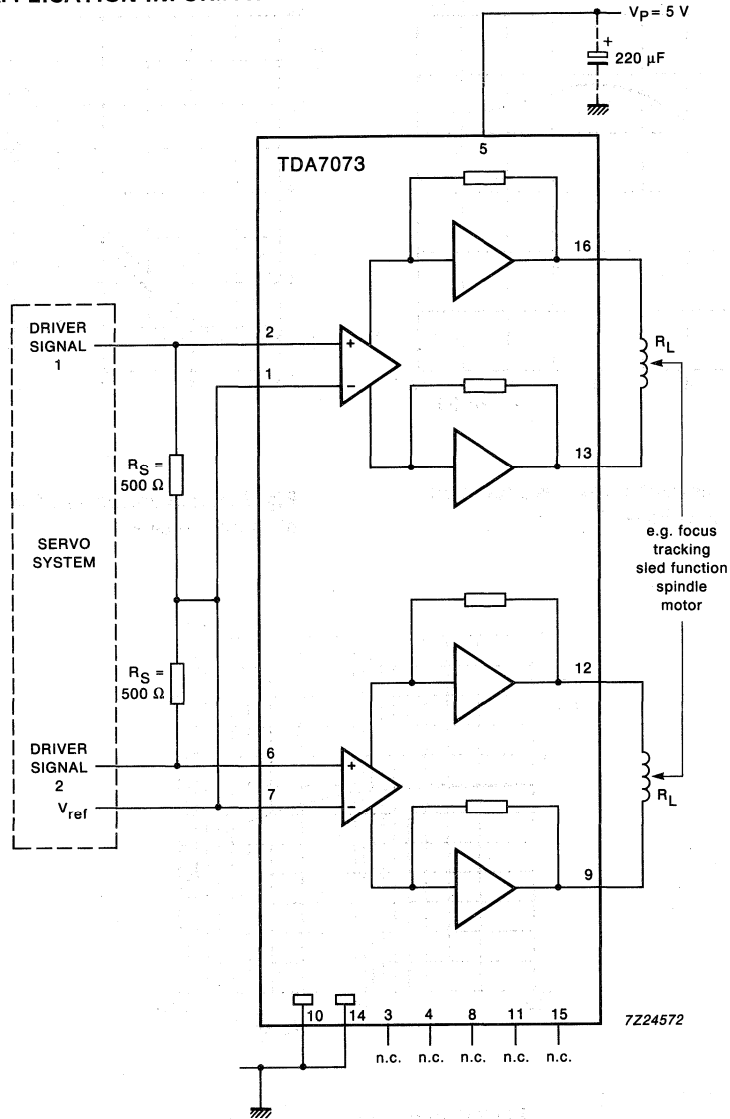 VP = 5 V
+
220 μF
5
TDA7073
16
DRIVER
SIGNAL
1
2
+
1
−
RL
13
RS =
500 Ω
SERVO
SYSTEM
e.g. focus
tracking
sled function
spindle
motor
12
RS =
500 Ω
DRIVER
SIGNAL
2
Vref
6
+
7
−
RL
9
10 14 3 4 8 11 15
7Z24572
n.c. n.c. n.c. n.c. n.c.